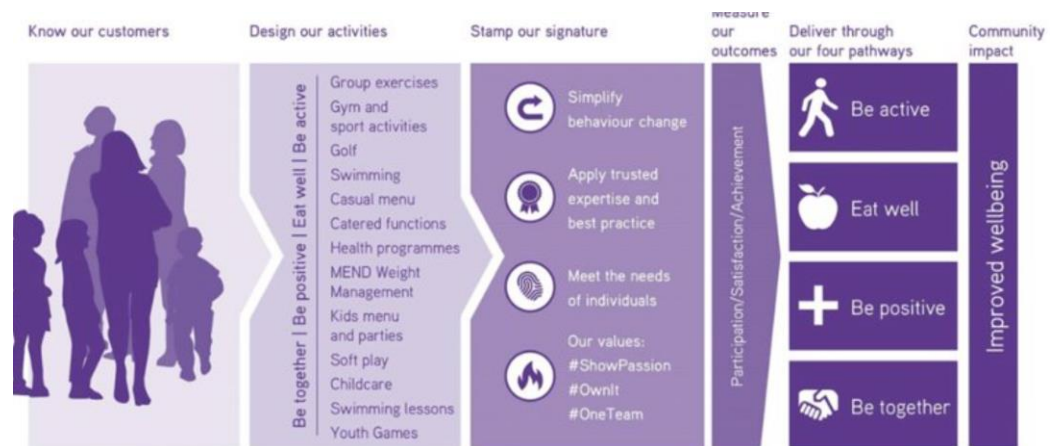 Know our customers
Design our activities
Be together | Be positive | Eat well | Be active
Group exercises
Gym and
sport activities
Golf
Swimming
Casual menu
Catered functions
Health programmes
MEND Weight
Management
Kids menu
and parties
Soft play
Childcare
Swimming lessons
Youth Games
Stamp our signature
Simplify
behaviour change
Apply trusted
expertise and
best practice
Meet the needs
of individuals
Our values:
#ShowPassion
#OwnIt
#OneTeam
Measure
our
outcomes
Participation/Satisfaction/Achievement
Deliver through
our four pathways
Be active
Eat well
Be positive
Be together
Community
impact
Improved wellbeing